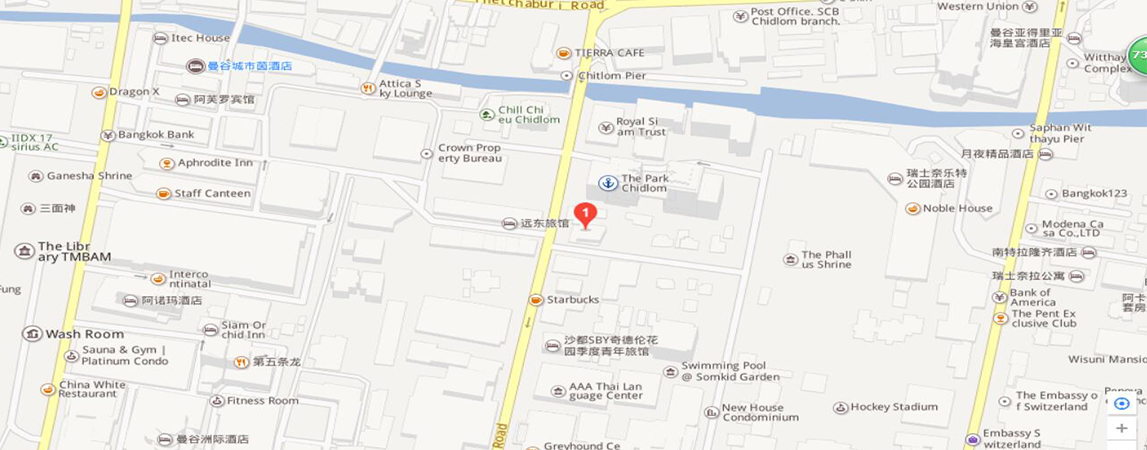 Phetchaburi Road
Post Office. SCB
Chidlom branch.
Western Union
Itec House
曼谷亚得里亚
海皇宫酒店
TIERRA CAFE
Witthay
Complex
73
曼谷城市茵酒店
Chitlom Pier
Attica S
ky Lounge
Dragon X
阿芙罗宾馆
Chill Chi
eu Chidlom
Royal Si
am Trust
Bangkok Bank
Saphan Wit
thayu Pier
IIDX 17
sirius AC
Crown Prop
erty Bureau
月夜精品酒店
Aphrodite Inn
Ganesha Shrine
The Park
Chidlom
瑞士奈乐特
公园酒店
Staff Canteen
Bangkok123
三面神
Noble House
1
远东旅馆
Modena Ca
sa Co.,LTD
The Libr
ary TMBAM
The Phall
us Shrine
南特拉隆齐酒店
Interco
ntinental
瑞士奈拉公寓
Fung
阿诺玛酒店
Starbucks
Bank of
America
阿卡
套房
The Pent Ex
clusive Club
Siam Or
chid Inn
Wash Room
沙都SBY奇德伦花
园季度青年旅馆
Sauna & Gym |
Platinum Condo
第五条龙
Wisuni Mansio
Swimming Pool
@ Somkid Garden
China White
Restaurant
AAA Thai Lan
guage Center
Fitness Room
New House
Condominium
Hockey Stadium
The Embassy o
f Switzerland
曼谷洲际酒店
Road
Greyhound Ce
Embassy S
witzerland